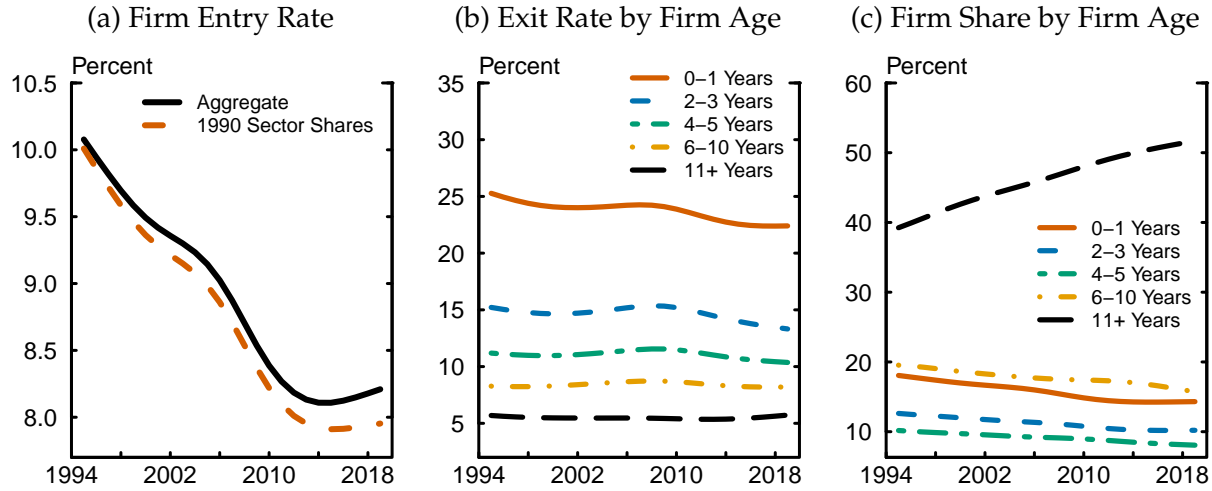 (a) Firm Entry Rate
Percent
10.5
10.0
9.5
9.0
8.5
8.0
1994 2002 2010 2018
Aggregate
1990 Sector Shares
(b) Exit Rate by Firm Age
Percent
35
30
25
20
15
10
5
1994 2002 2010 2018
0–1 Years
2–3 Years
4–5 Years
6–10 Years
11+ Years
(c) Firm Share by Firm Age
Percent
60
50
40
30
20
10
1994 2002 2010 2018
0–1 Years
2–3 Years
4–5 Years
6–10 Years
11+ Years